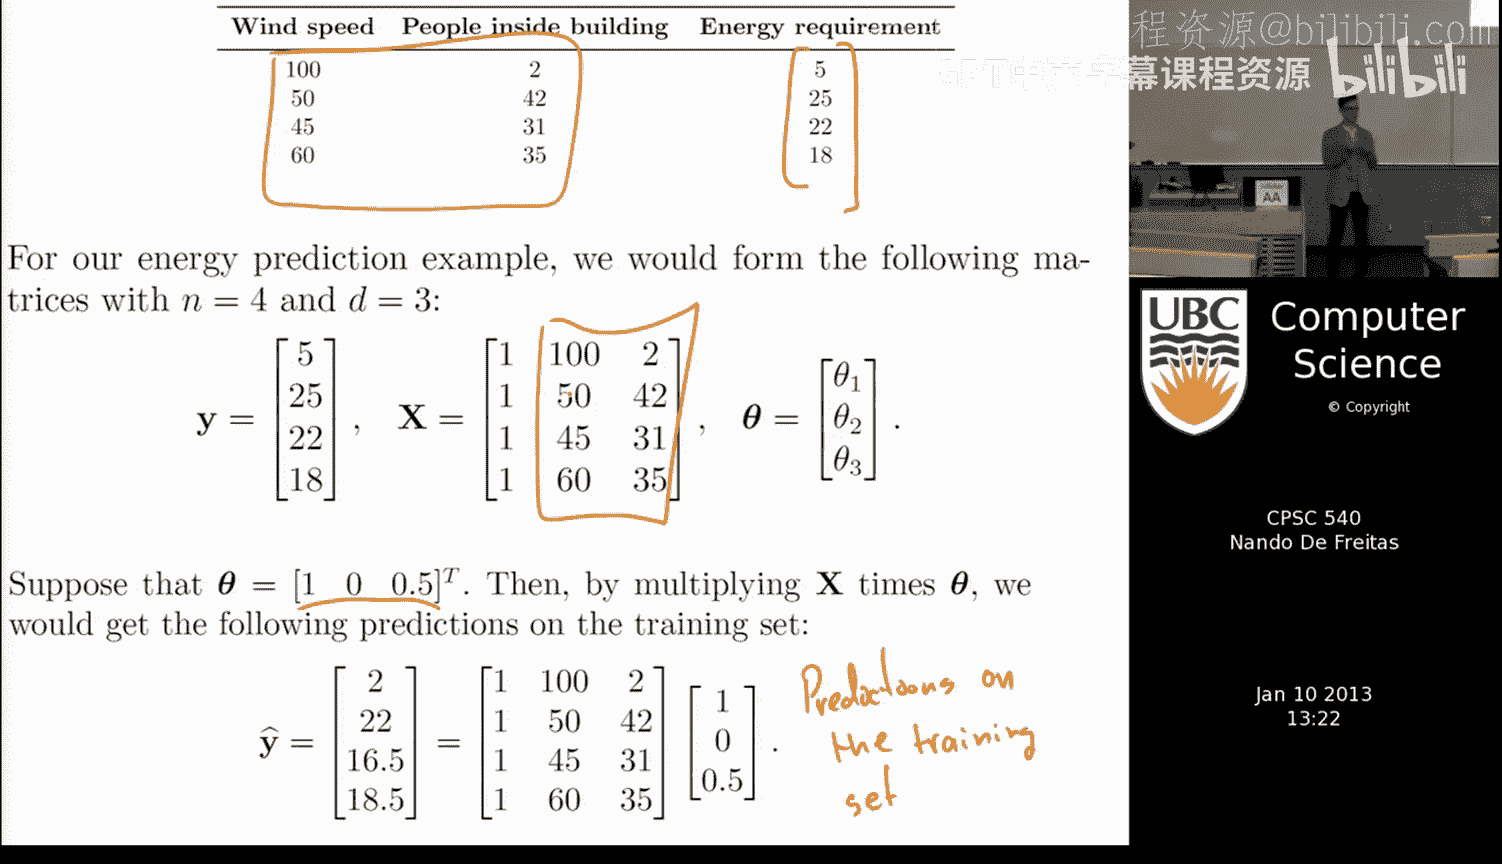 Wind speed People inside building Energy requirement
100 2 5
50 42 25
45 31 22
60 35 18
For our energy prediction example, we would form the following ma-
trices with n = 4 and d = 3:
y = [5 25 22 18], X = [1 100 2 1 50 42 1 45 31 1 60 35], θ = [θ1 θ2 θ3].
Suppose that θ = [1 0 0.5]^T. Then, by multiplying X times θ, we
would get the following predictions on the training set:
ŷ = [2 22 16.5 18.5] = [1 100 2 1 50 42 1 45 31 1 60 35] [1 0 0.5].
Predictions on
the training
set
程资源@bilibili.com
幕课程资源 bilibili
AA
UBC
Computer
Science
© Copyright
CPSC 540
Nando De Freitas
Jan 10 2013
13:22